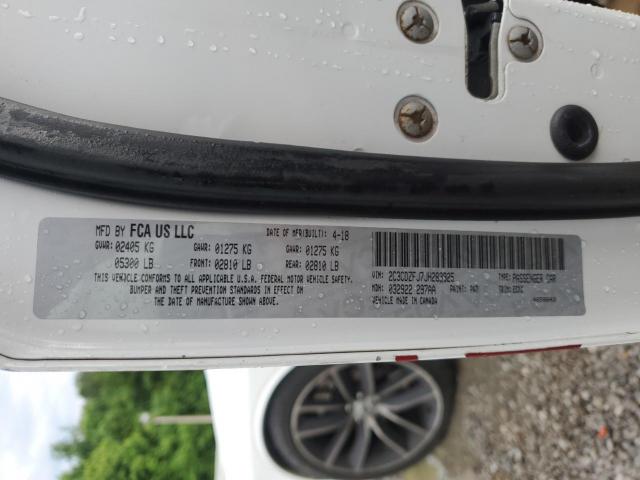 MFD BY FCA US LLC
DATE OF MFR(BUILT): 4-18
GVWR: 02405 KG GAWR: 01275 KG GAWR: 01275 KG
05300 LB FRONT: 02810 LB REAR: 02810 LB
THIS VEHICLE CONFORMS TO ALL APPLICABLE U.S.A. FEDERAL MOTOR VEHICLE SAFETY,
BUMPER AND THEFT PREVENTION STANDARDS IN EFFECT ON
THE DATE OF MANUFACTURE SHOWN ABOVE.
VIN: 2C3CDZFJ7JH283325 TYPE: PASSENGER CAR
MDH: 032922 297AA
VEHICLE MADE IN CANADA